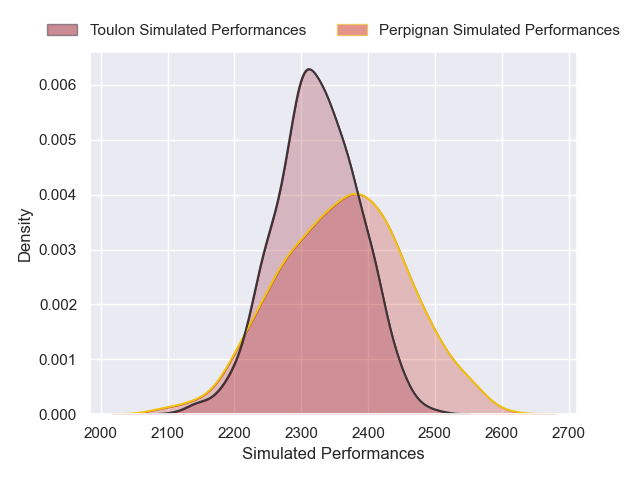 Toulon Simulated Performances Perpignan Simulated Performances
0.006
0.005
0.004
0.003
0.002
0.001
0.000
Density
2000 2100 2200 2300 2400 2500 2600 2700
Simulated Performances